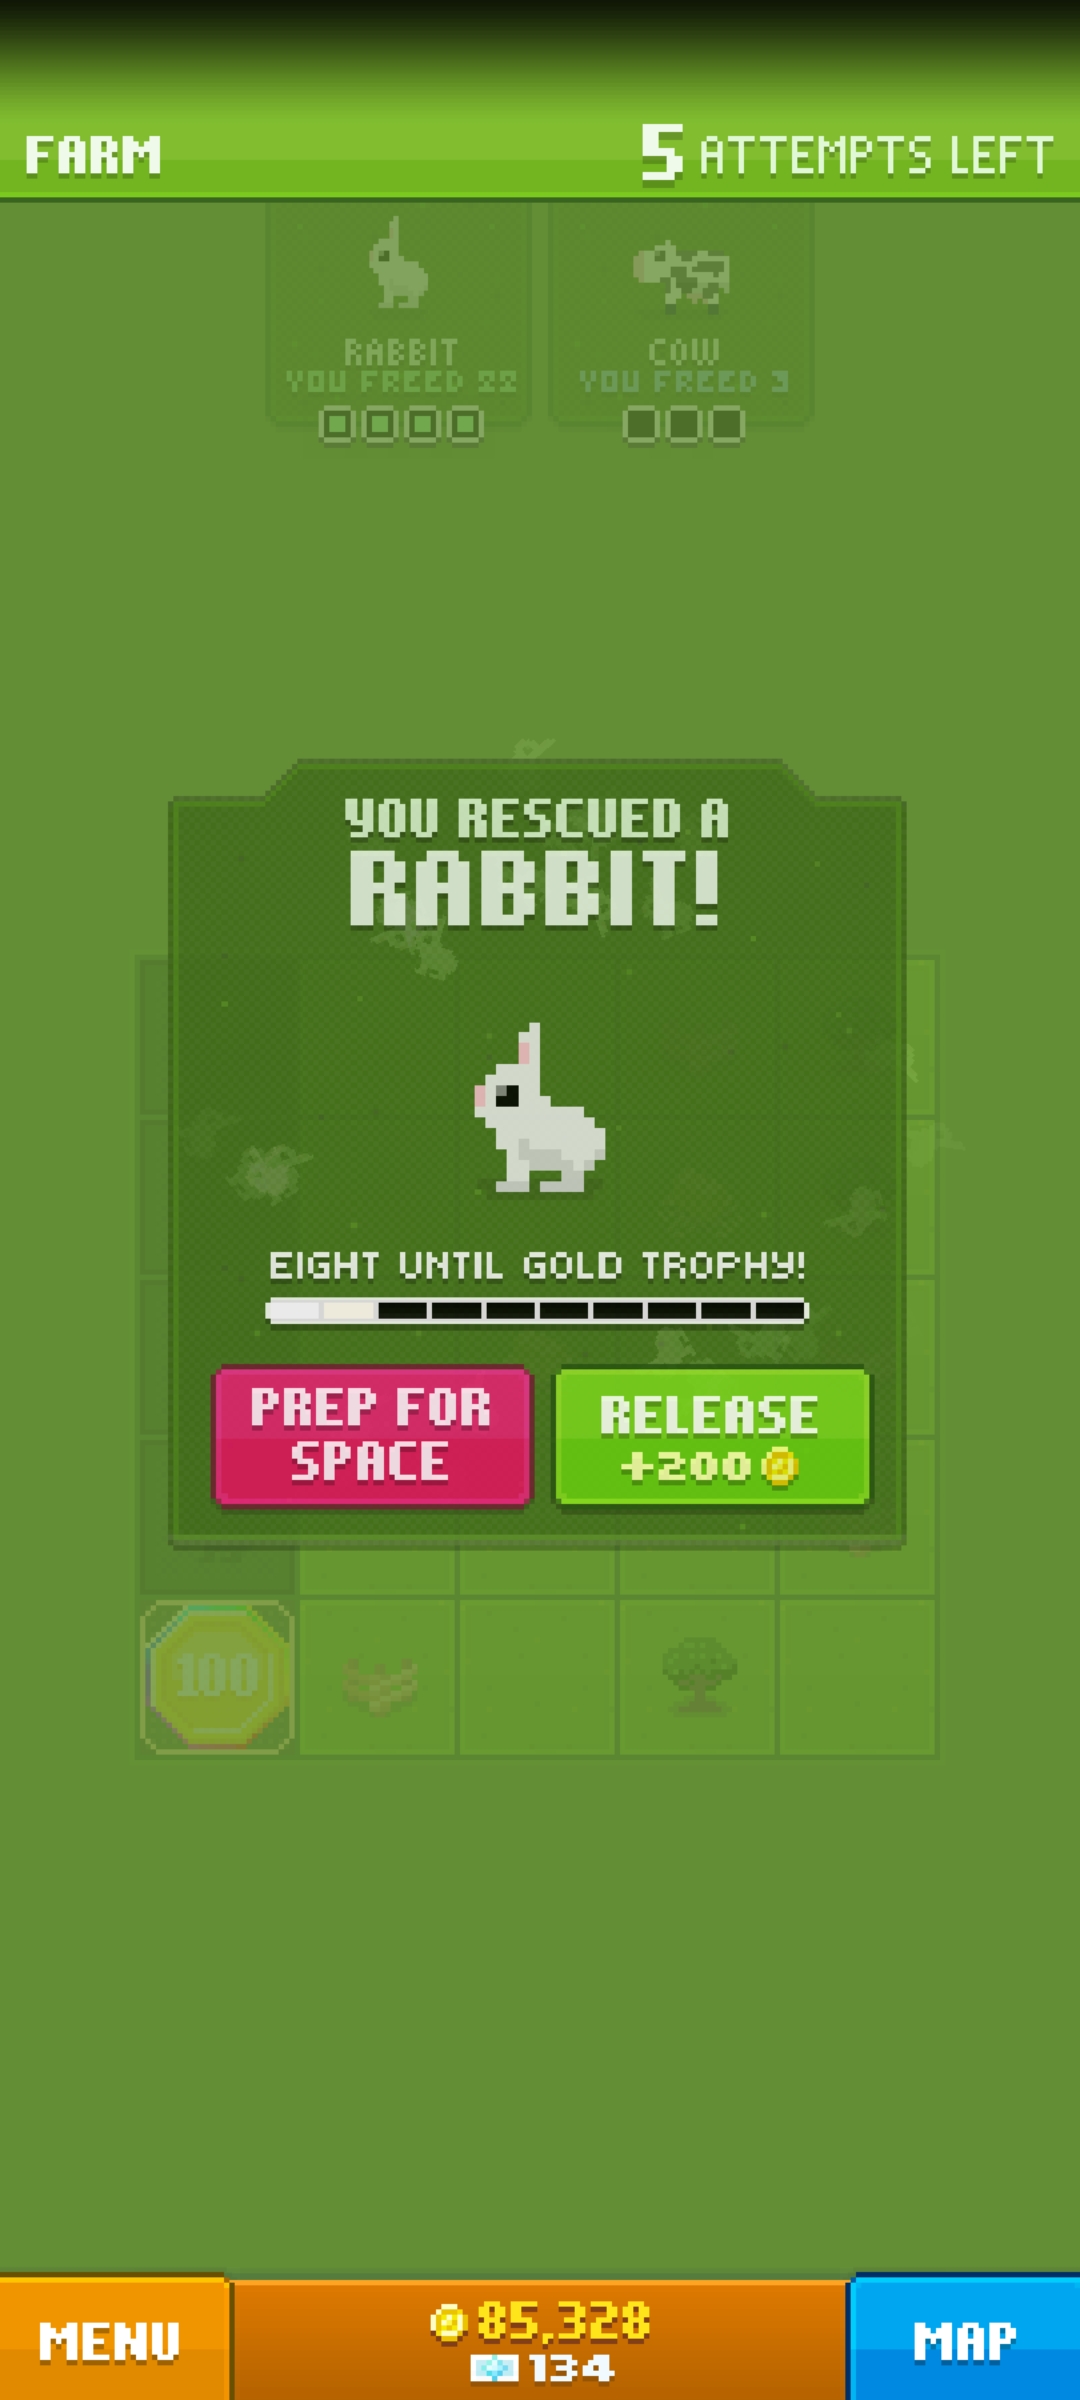 FARM
5 ATTEMPTS LEFT
RABBIT
YOU FREED 22
COW
YOU FREED 3
YOU RESCUED A
RABBIT!
EIGHT UNTIL GOLD TROPHY!
PREP FOR
SPACE
RELEASE
+200
100
MENU
85,328
134
MAP